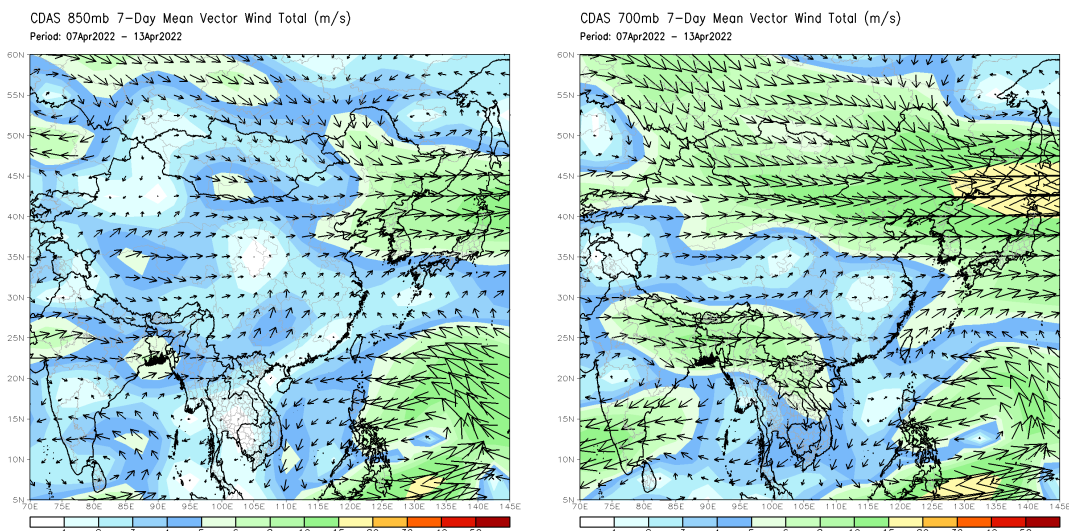 CDAS 850mb 7-Day Mean Vector Wind Total (m/s)
Period: 07Apr2022 - 13Apr2022
60N
55N
50N
45N
40N
35N
30N
25N
20N
15N
10N
5N
70E 75E 80E 85E 90E 95E 100E 105E 110E 115E 120E 125E 130E 135E 140E 145E
CDAS 700mb 7-Day Mean Vector Wind Total (m/s)
Period: 07Apr2022 - 13Apr2022
60N
55N
50N
45N
40N
35N
30N
25N
20N
15N
10N
5N
70E 75E 80E 85E 90E 95E 100E 105E 110E 115E 120E 125E 130E 135E 140E 145E